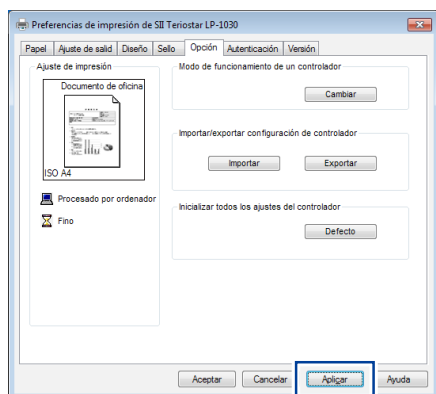 Preferencias de impresión de SII Teriostar LP-1030
Papel Ajuste de salid Diseño Sello Opción Autenticación Versión
Ajuste de impresión
Documento de oficina
ISO A4
Procesado por ordenador
Fino
Modo de funcionamiento de un controlador
Cambiar
Importar/exportar configuración de controlador
Importar Exportar
Inicializar todos los ajustes del controlador
Defecto
Aceptar Cancelar Aplicar Ayuda